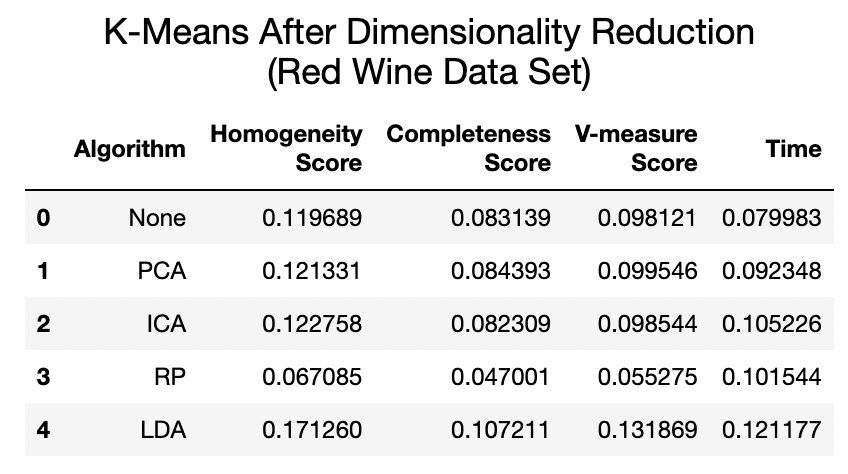 K-Means After Dimensionality Reduction
(Red Wine Data Set)
Algorithm Homogeneity Score Completeness Score V-measure Score Time
0 None 0.119689 0.083139 0.098121 0.079983
1 PCA 0.121331 0.084393 0.099546 0.092348
2 ICA 0.122758 0.082309 0.098544 0.105226
3 RP 0.067085 0.047001 0.055275 0.101544
4 LDA 0.171260 0.107211 0.131869 0.121177